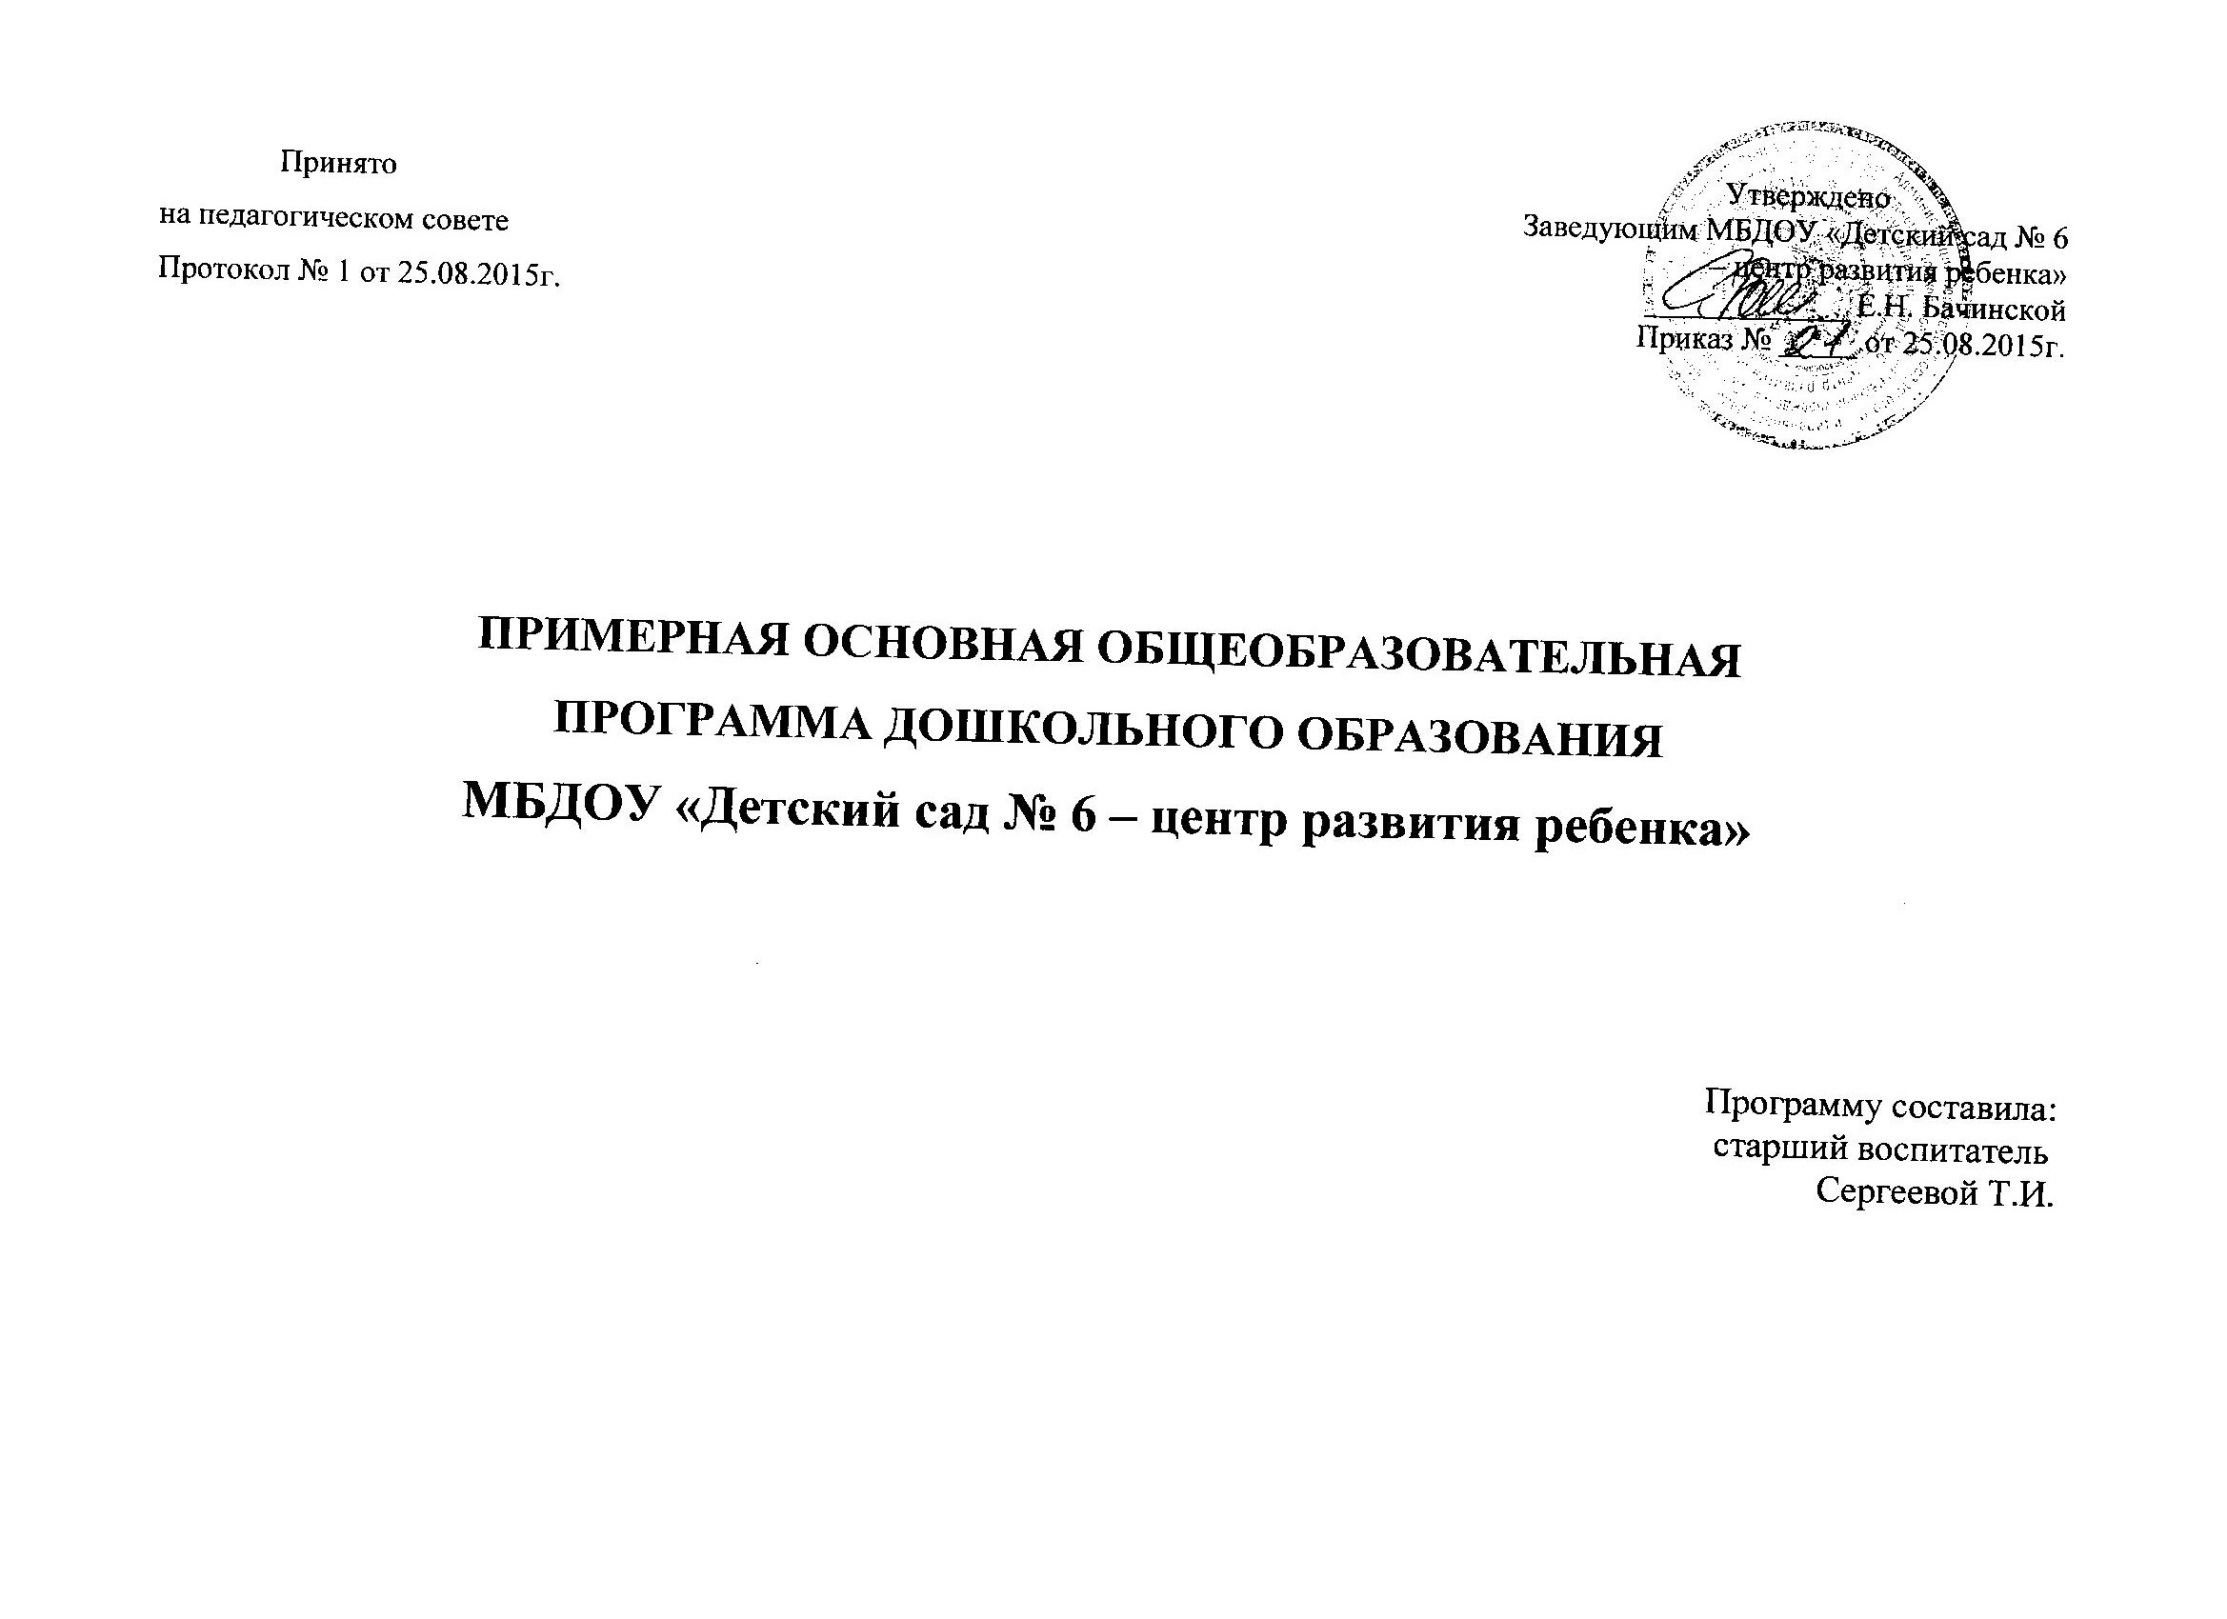 Принято
на педагогическом совете
Протокол № 1 от 25.08.2015г.
Утверждено
Заведующим МБДОУ «Детский сад № 6
– центр развития ребенка»
Е.Н. Бачинской
Приказ № от 25.08.2015г.
ПРИМЕРНАЯ ОСНОВНАЯ ОБЩЕОБРАЗОВАТЕЛЬНАЯ
ПРОГРАММА ДОШКОЛЬНОГО ОБРАЗОВАНИЯ
МБДОУ «Детский сад № 6 – центр развития ребенка»
Программу составила:
старший воспитатель
Сергеевой Т.И.